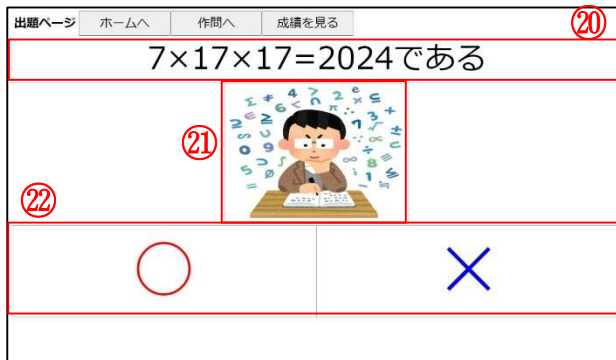 出題ページ ホームへ 作問へ 成績を見る
⑳
7×17×17=2024である
㉑
㉒
○ ×